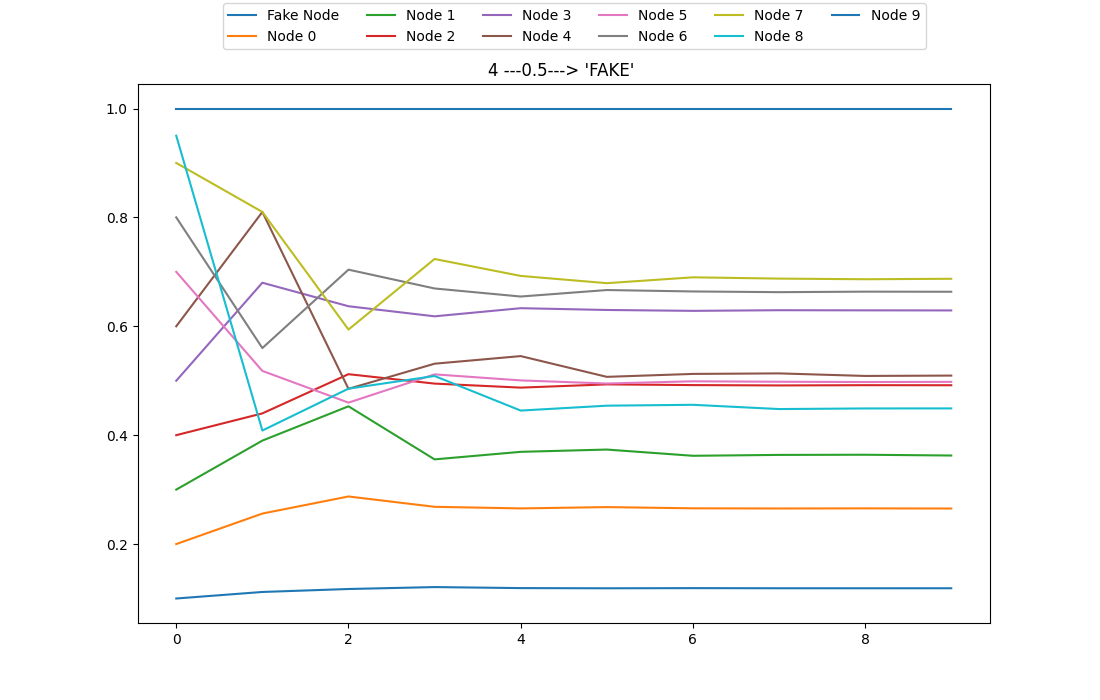 Fake Node Node 1 Node 3 Node 5 Node 7 Node 9
Node 0 Node 2 Node 4 Node 6 Node 8
4 ---0.5---> 'FAKE'
1.0
0.8
0.6
0.4
0.2
0 2 4 6 8